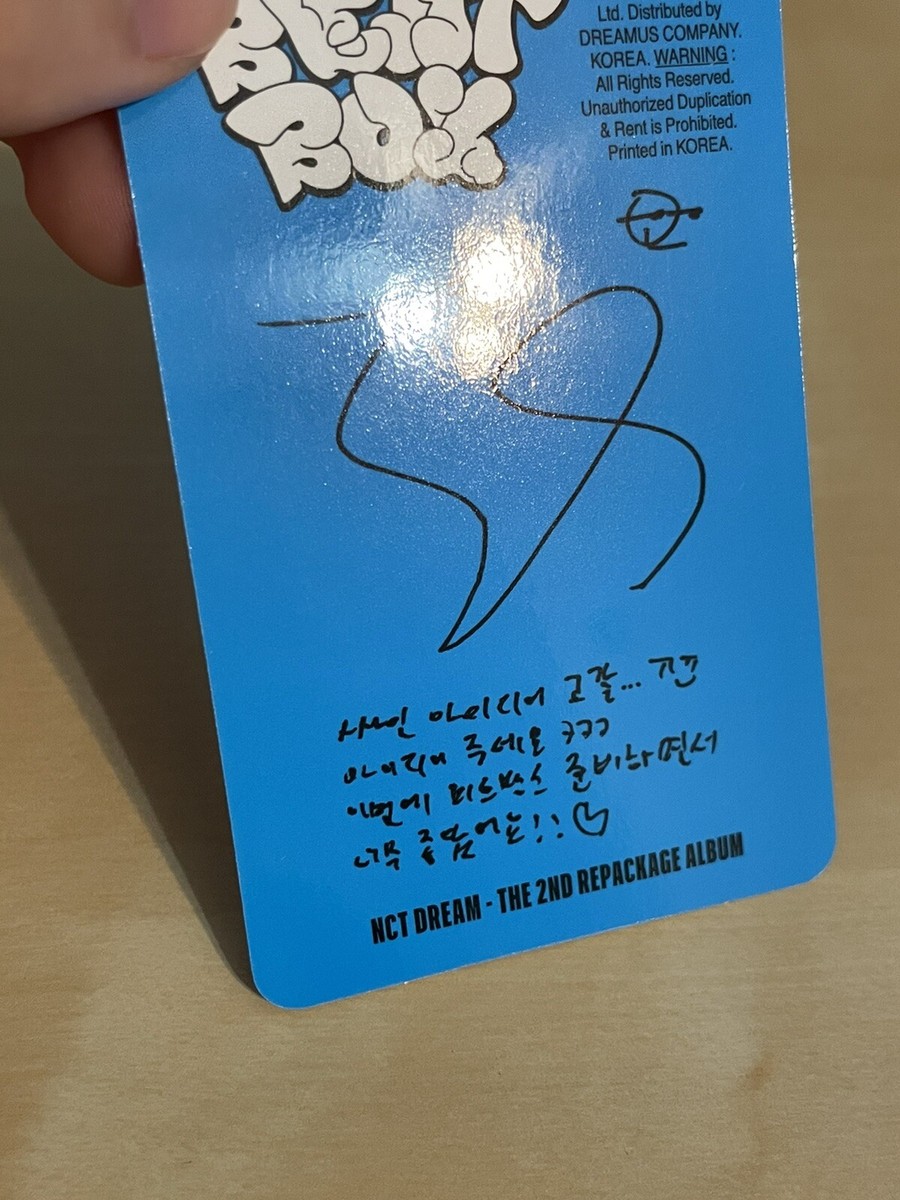 BEAT
BOX
Ltd. Distributed by
DREAMUS COMPANY.
KOREA. WARNING :
All Rights Reserved.
Unauthorized Duplication
& Rent is Prohibited.
Printed in KOREA.
사인 아이디어 고갈...
아이디어 주세요 ㅋㅋㅋ
이번에 비트박스 준비하면서
너무 !! ♡
NCT DREAM - THE 2ND REPACKAGE ALBUM